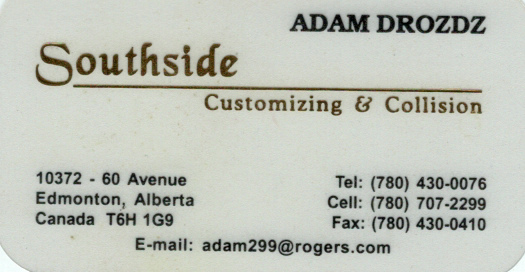 ADAM DROZDZ
Southside
Customizing & Collision
10372 - 60 Avenue
Edmonton, Alberta
Canada T6H 1G9
Tel: (780) 430-0076
Cell: (780) 707-2299
Fax: (780) 430-0410
E-mail: adam299@rogers.com